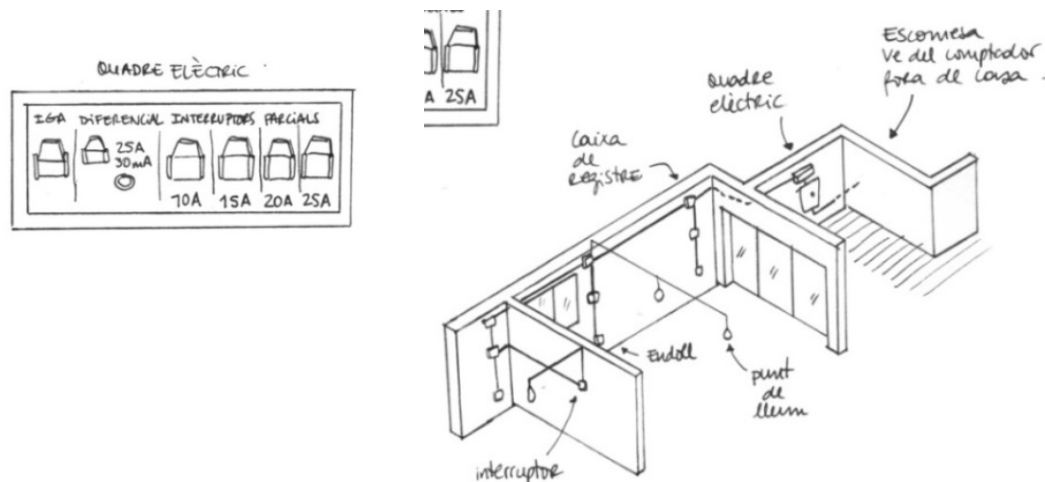 QUADRE ELÈCTRIC.
IGA DIFERENCIAL INTERRUPTORS PARCIALS
25A
30mA
10A 15A 20A 25A
A 25A
Escomesa
ve del comptador
fora de casa.
Quadre
elèctric
Caixa
de
REGISTRE
Endoll
punt
de
llum
interruptor